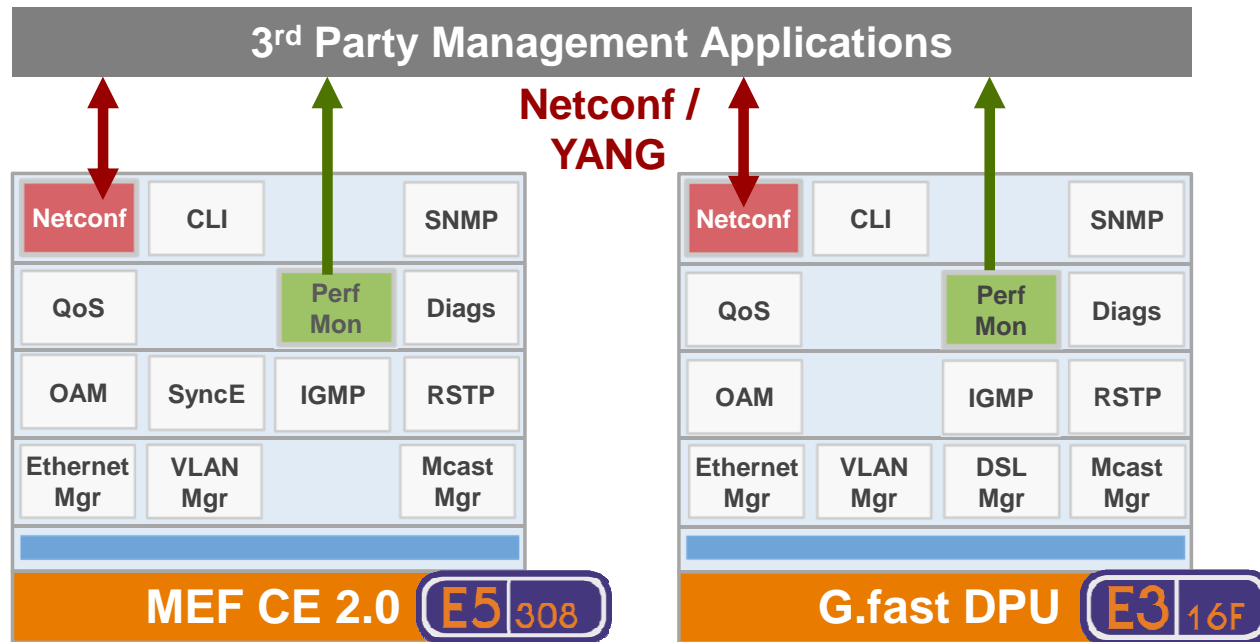 3rd Party Management Applications
Netconf /
YANG
Netconf
CLI
SNMP
QoS
Perf
Mon
Diags
OAM
SyncE
IGMP
RSTP
Ethernet
Mgr
VLAN
Mgr
Mcast
Mgr
MEF CE 2.0
E5 308
Netconf
CLI
SNMP
QoS
Perf
Mon
Diags
OAM
IGMP
RSTP
Ethernet
Mgr
VLAN
Mgr
DSL
Mgr
Mcast
Mgr
G.fast DPU
E3 16F